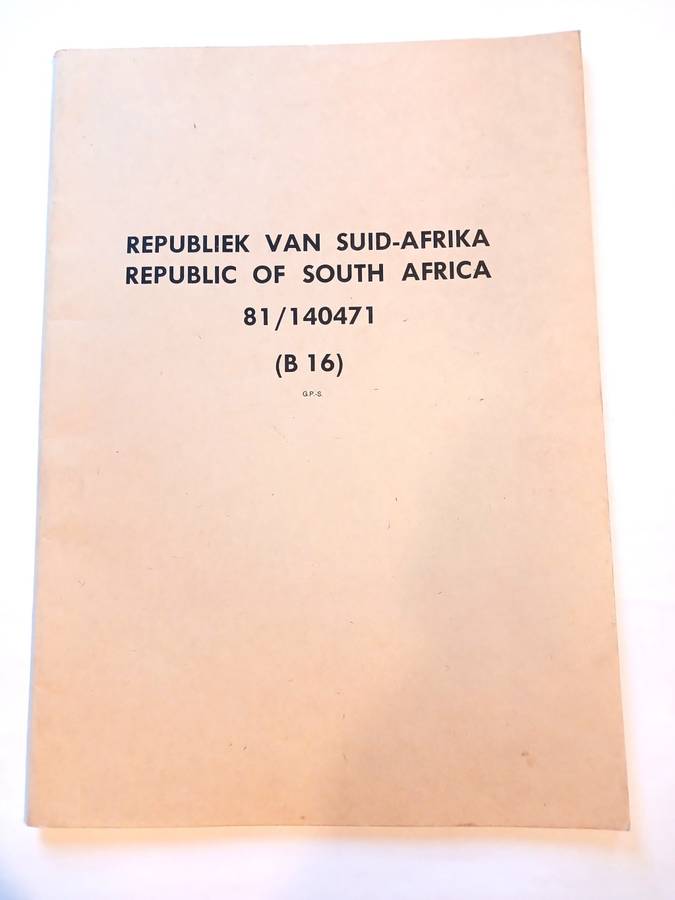 REPUBLIEK VAN SUID-AFRIKA
REPUBLIC OF SOUTH AFRICA
81/140471
(B 16)
G.P.-S.